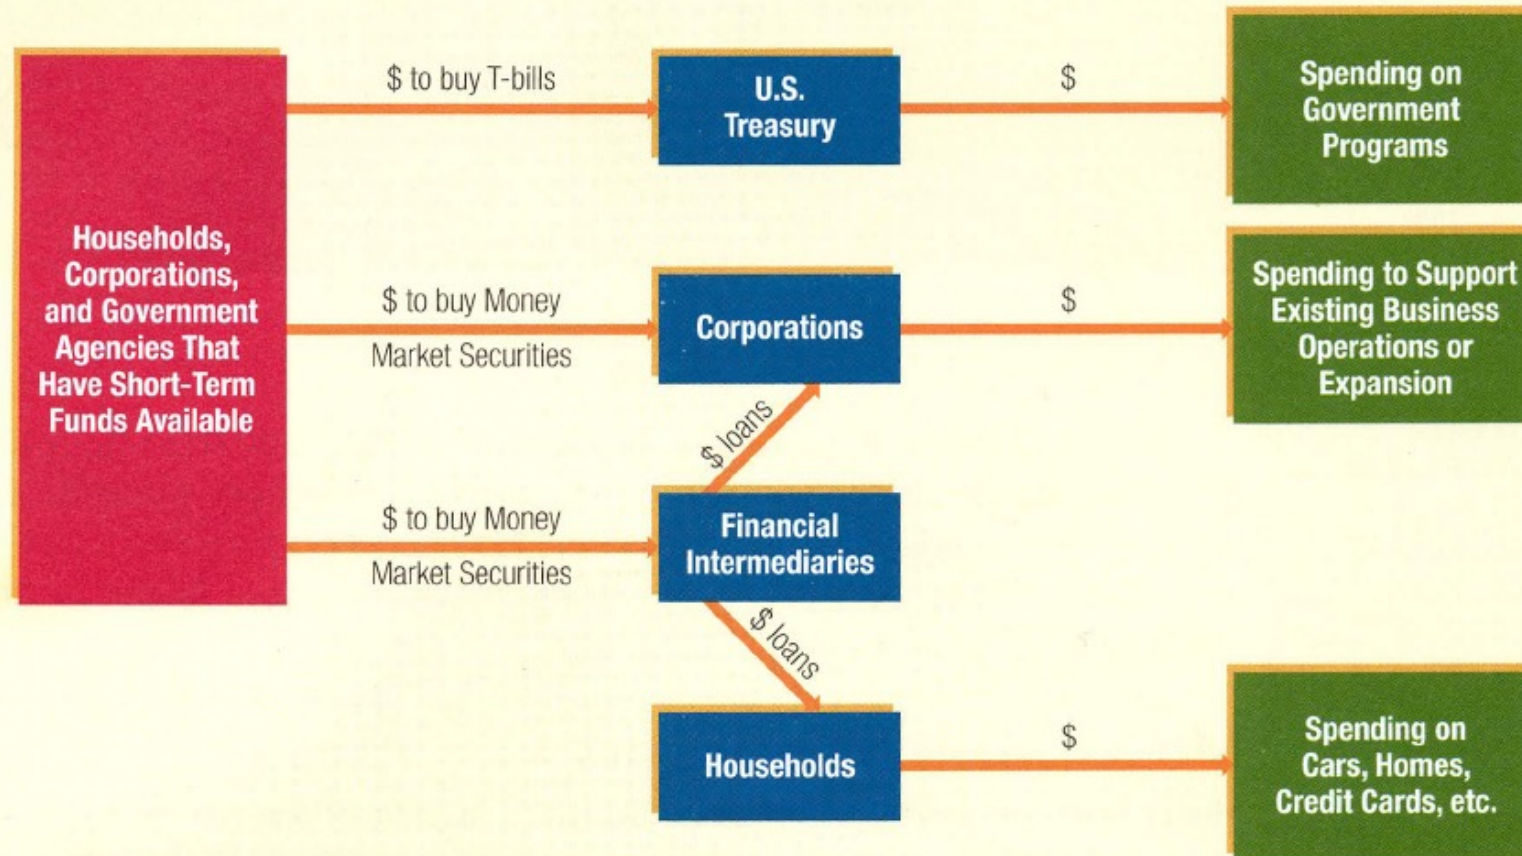 Households,
Corporations,
and Government
Agencies That
Have Short-Term
Funds Available
$ to buy T-bills
U.S.
Treasury
$
Spending on
Government
Programs
$ to buy Money
Market Securities
Corporations
$
Spending to Support
Existing Business
Operations or
Expansion
$ loans
$ to buy Money
Market Securities
Financial
Intermediaries
$ loans
Households
$
Spending on
Cars, Homes,
Credit Cards, etc.